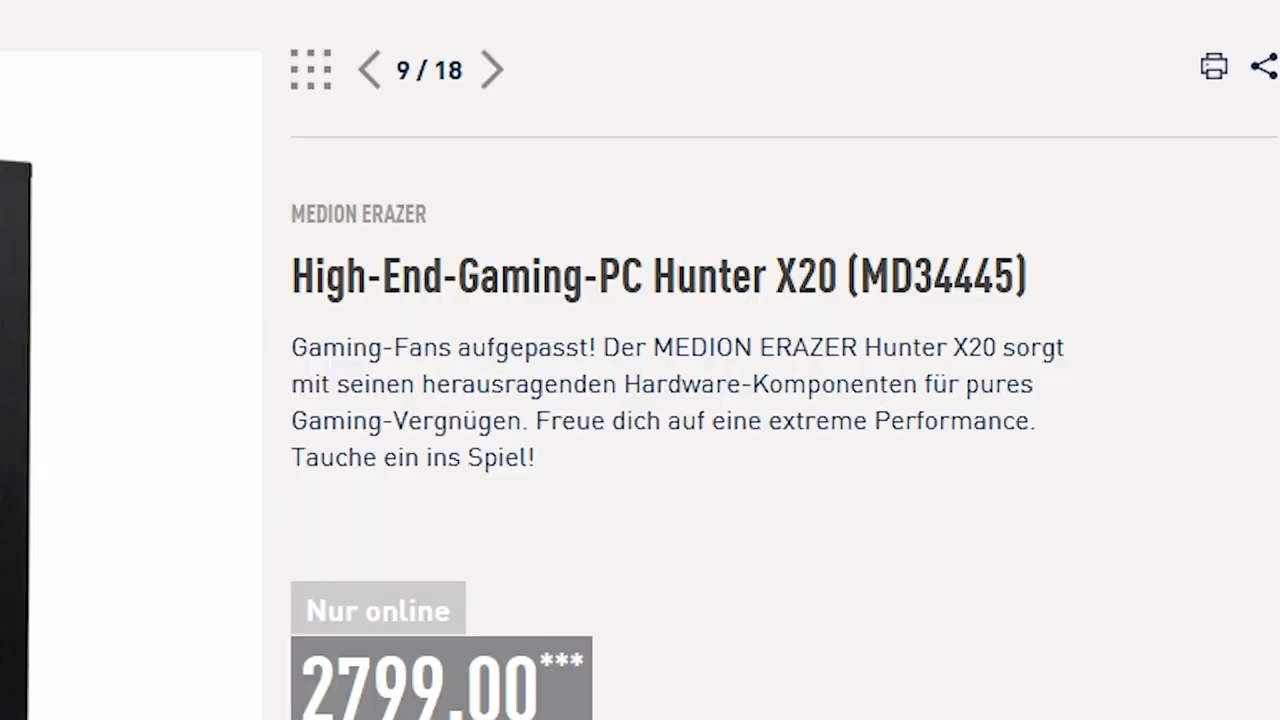 9 / 18
MEDION ERAZER
High-End-Gaming-PC Hunter X20 (MD34445)
Gaming-Fans aufgepasst! Der MEDION ERAZER Hunter X20 sorgt
mit seinen herausragenden Hardware-Komponenten für pures
Gaming-Vergnügen. Freue dich auf eine extreme Performance.
Tauche ein ins Spiel!
Nur online
2799.00***